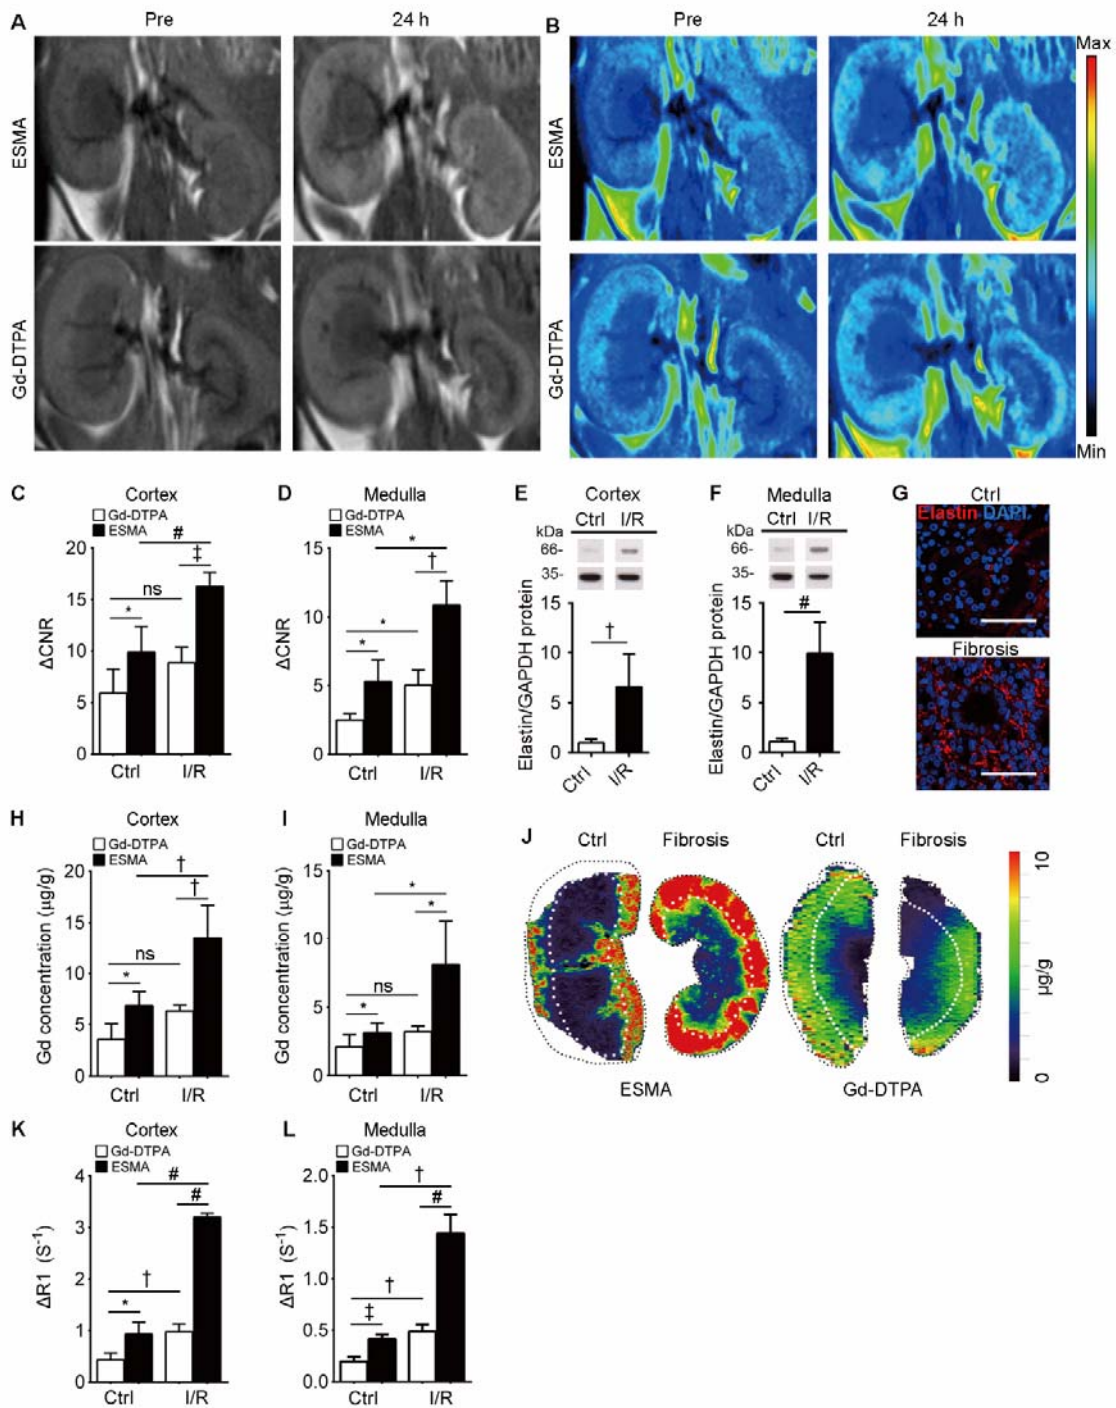 A
Pre
24 h
B
Pre
24 h
ESMA
Gd-DTPA
ESMA
Gd-DTPA
Max
Min
C
Cortex
Gd-DTPA
ESMA
20
15
10
5
0
ΔCNR
ns
*
#
‡
Ctrl
I/R
D
Medulla
15
10
5
0
ΔCNR
*
*
*
†
Ctrl
I/R
E
Cortex
Ctrl I/R
kDa
66-
35-
15
10
5
0
Elastin/GAPDH protein
†
Ctrl
I/R
F
Medulla
Ctrl I/R
kDa
66-
35-
15
10
5
0
Elastin/GAPDH protein
#
Ctrl
I/R
G
Ctrl
Elastin DAPI
Fibrosis
H
Cortex
Gd-DTPA
ESMA
20
15
10
5
0
Gd concentration (µg/g)
ns
*
†
†
Ctrl
I/R
I
Medulla
Gd-DTPA
ESMA
15
10
5
0
Gd concentration (µg/g)
ns
*
*
*
Ctrl
I/R
J
Ctrl
Fibrosis
Ctrl
Fibrosis
ESMA
Gd-DTPA
10
µg/g
0
K
Cortex
Gd-DTPA
ESMA
4
3
2
1
0
ΔR1 (S⁻¹)
#
#
†
*
Ctrl
I/R
L
Medulla
Gd-DTPA
ESMA
2.0
1.5
1.0
0.5
0.0
ΔR1 (S⁻¹)
†
#
†
‡
Ctrl
I/R